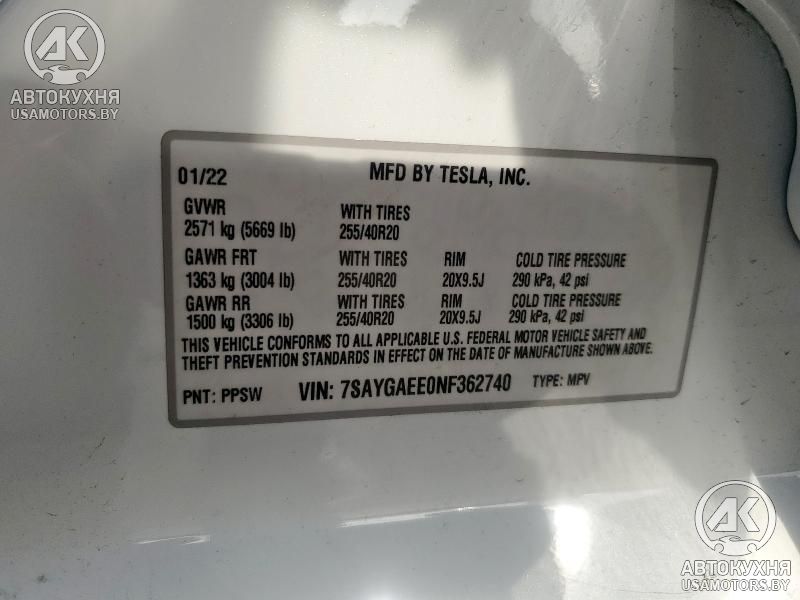 АК
АВТОКУХНЯ
USAMOTORS.BY
01/22 MFD BY TESLA, INC.
GVWR WITH TIRES
2571 kg (5669 lb) 255/40R20
GAWR FRT WITH TIRES RIM COLD TIRE PRESSURE
1363 kg (3004 lb) 255/40R20 20X9.5J 290 kPa, 42 psi
GAWR RR WITH TIRES RIM COLD TIRE PRESSURE
1500 kg (3306 lb) 255/40R20 20X9.5J 290 kPa, 42 psi
THIS VEHICLE CONFORMS TO ALL APPLICABLE U.S. FEDERAL MOTOR VEHICLE SAFETY AND
THEFT PREVENTION STANDARDS IN EFFECT ON THE DATE OF MANUFACTURE SHOWN ABOVE.
PNT: PPSW VIN: 7SAYGAEE0NF362740 TYPE: MPV
АК
АВТОКУХНЯ
USAMOTORS.BY